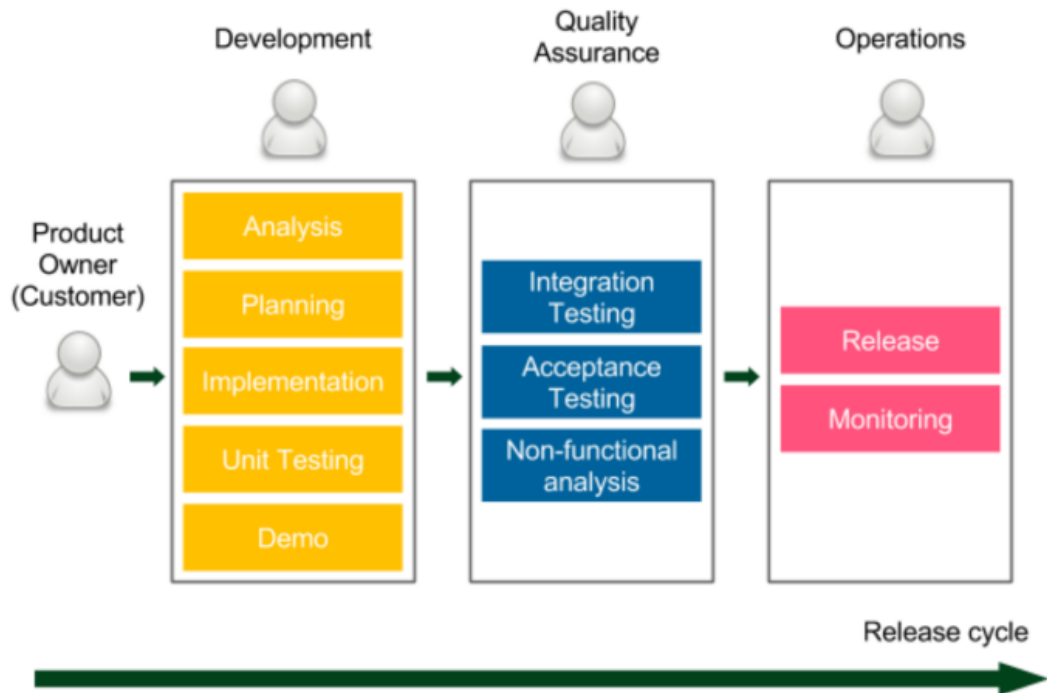 Development
Quality
Assurance
Operations
Product
Owner
(Customer)
Analysis
Planning
Implementation
Unit Testing
Demo
Integration
Testing
Acceptance
Testing
Non-functional
analysis
Release
Monitoring
Release cycle